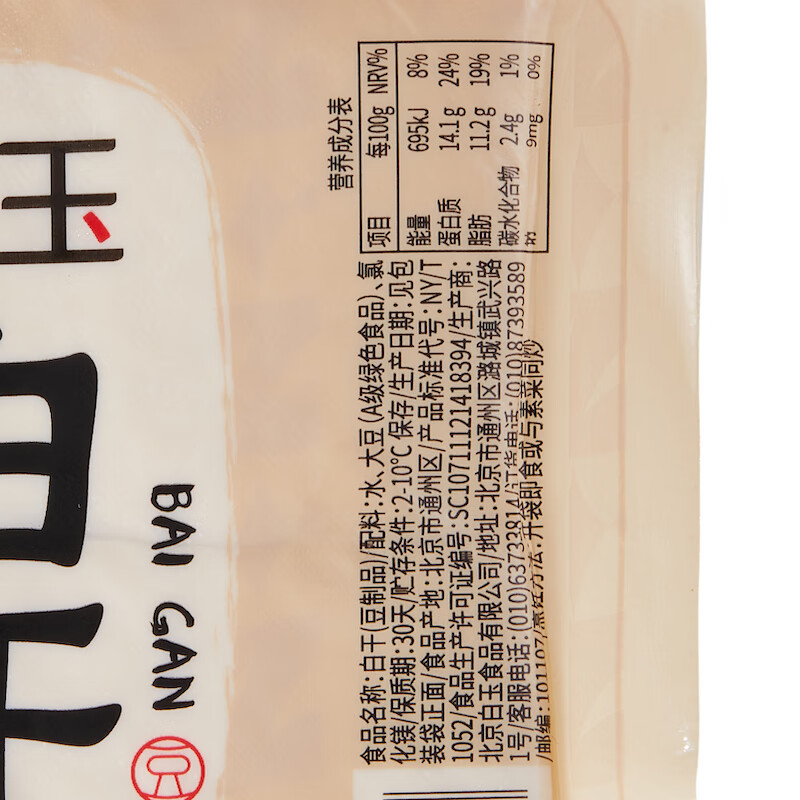 玉
白干
BAI GAN
营养成分表
项目 每100g NRV%
能量 695kJ 8%
蛋白质 14.1g 24%
脂肪 11.2g 19%
碳水化合物 2.4g 1%
钠 9mg 0%
食品名称:白干(豆制品)/配料:水、大豆(A级绿色食品)、氯
化镁/保质期:30天/贮存条件:2-10℃ 保存/生产日期:见包
装袋正面/食品产地:北京市通州区/产品标准代号:NY/T
1052/食品生产许可证编号:SC10711121418394/生产商:
北京白玉食品有限公司/地址:北京市通州区潞城镇武兴路
1号/客服电话:(010)63733814/订货电话:(010)87393589
/邮编:101107/烹饪方法:开袋即食或与素菜同炒